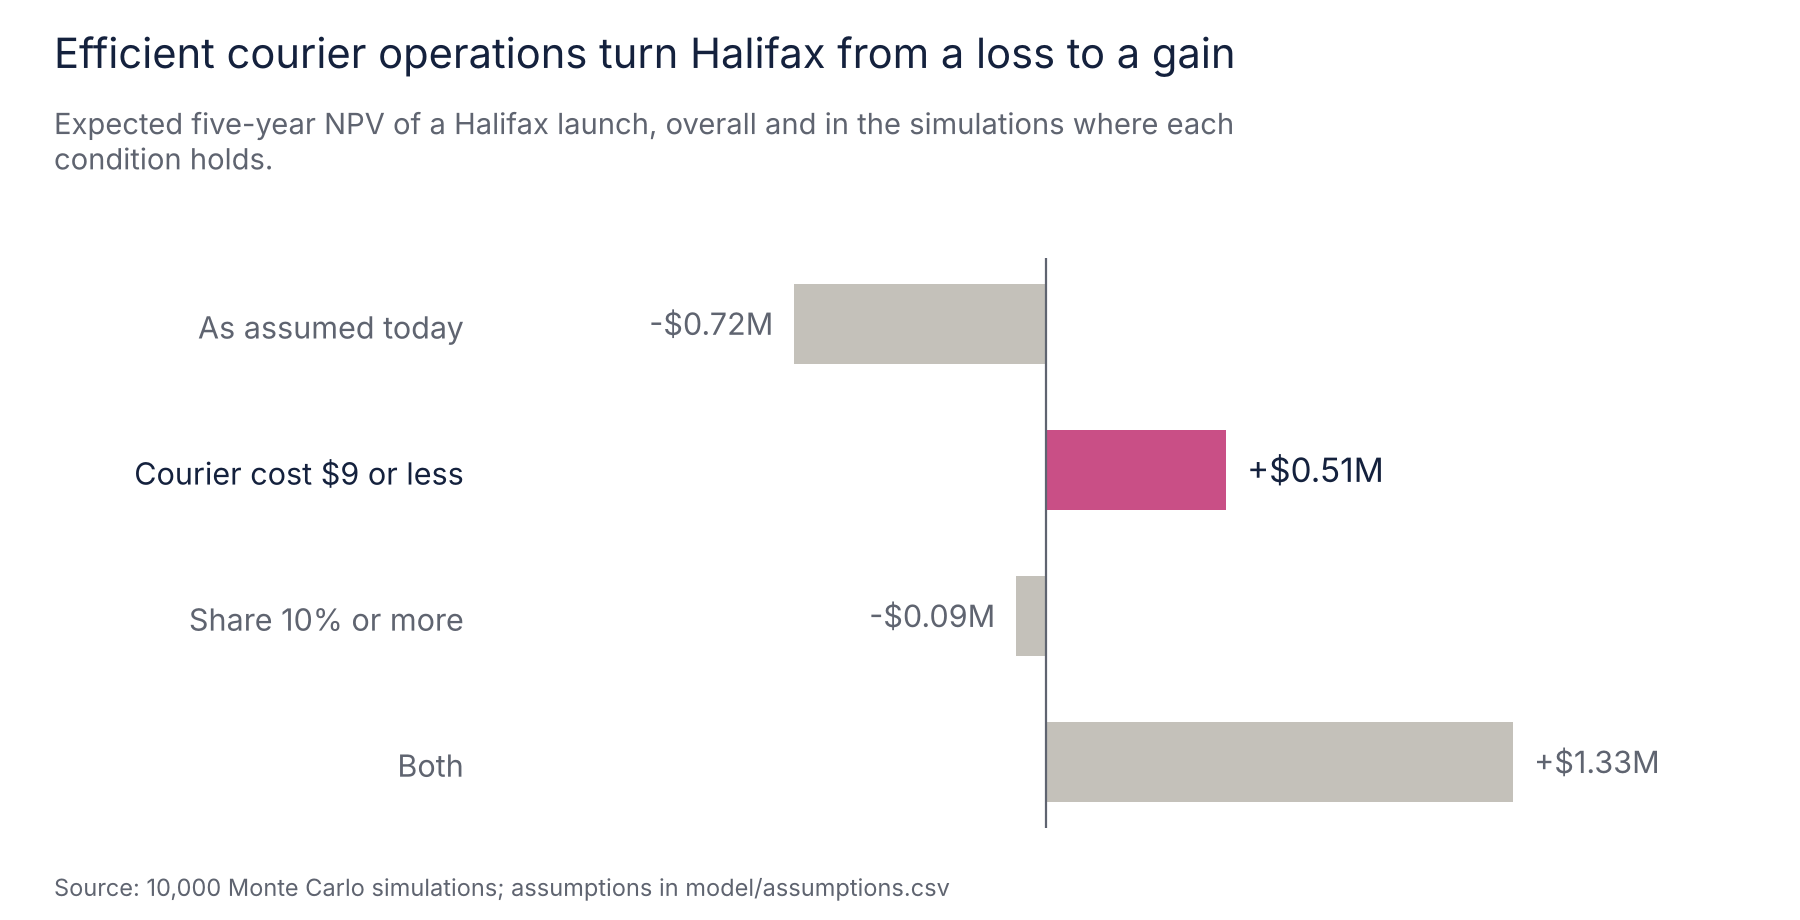 Efficient courier operations turn Halifax from a loss to a gain
Expected five-year NPV of a Halifax launch, overall and in the simulations where each
condition holds.
As assumed today
-$0.72M
Courier cost $9 or less
+$0.51M
Share 10% or more
-$0.09M
Both
+$1.33M
Source: 10,000 Monte Carlo simulations; assumptions in model/assumptions.csv